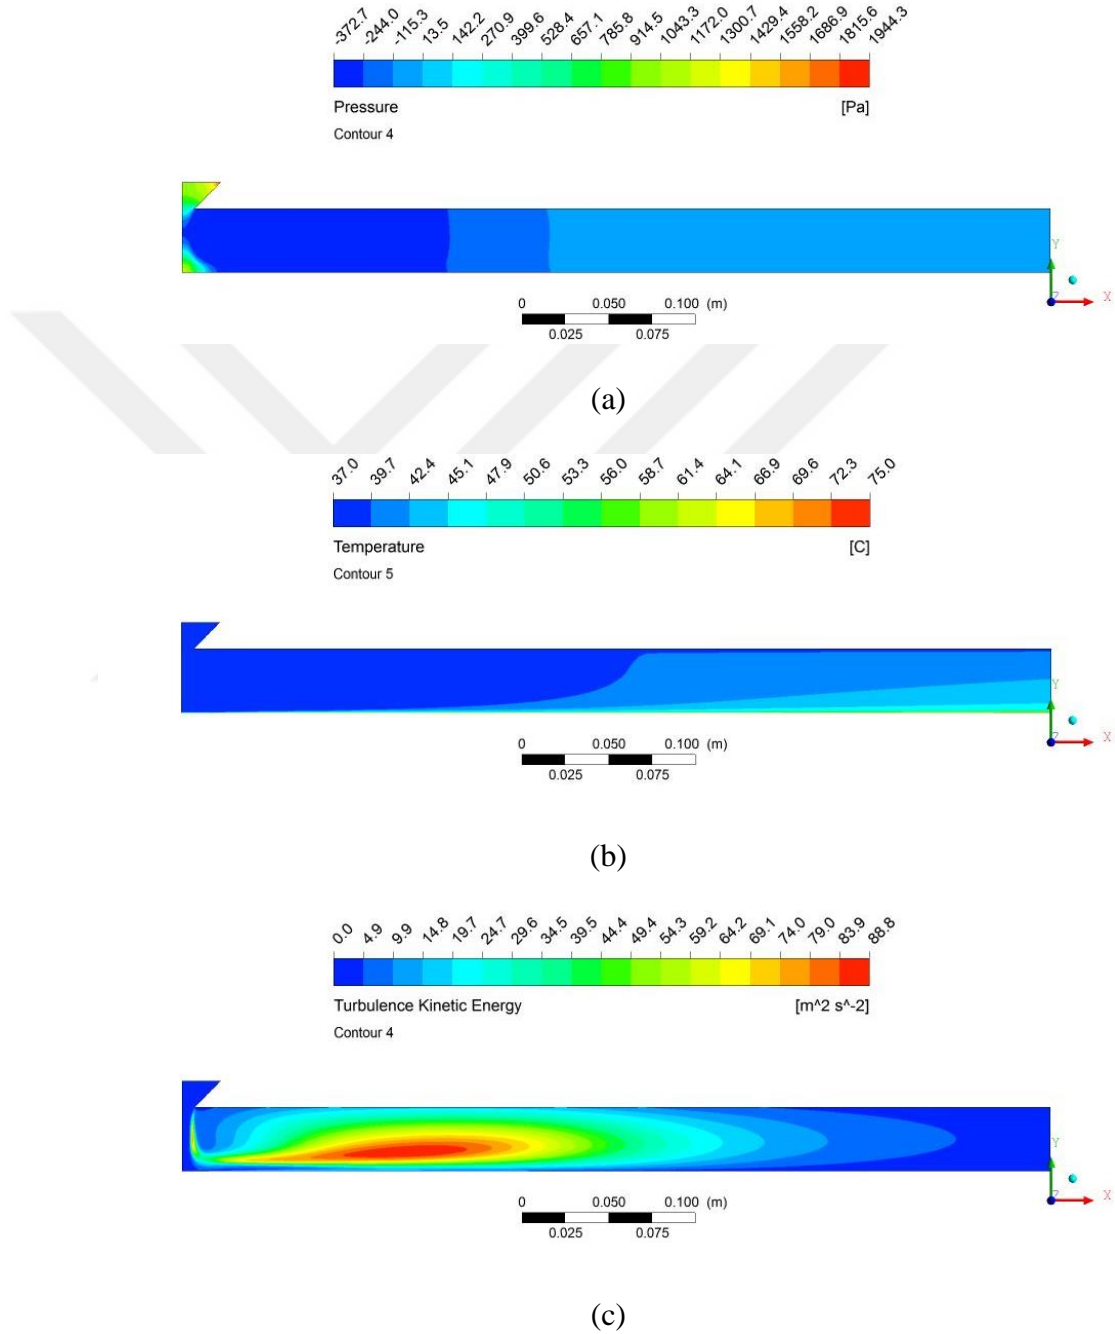 -372.7 -244.0 -115.3 13.5 142.2 270.9 399.6 528.4 657.1 785.8 914.5 1043.3 1172.0 1300.7 1429.4 1558.2 1686.9 1815.6 1944.3
Pressure [Pa]
Contour 4
Y
Z X
0 0.050 0.100 (m)
0.025 0.075
(a)
37.0 39.7 42.4 45.1 47.9 50.6 53.3 56.0 58.7 61.4 64.1 66.9 69.6 72.3 75.0
Temperature [C]
Contour 5
Y
Z X
0 0.050 0.100 (m)
0.025 0.075
(b)
0.0 4.9 9.9 14.8 19.7 24.7 29.6 34.5 39.5 44.4 49.4 54.3 59.2 64.2 69.1 74.0 79.0 83.9 88.8
Turbulence Kinetic Energy [m^2 s^-2]
Contour 4
Y
Z X
0 0.050 0.100 (m)
0.025 0.075
(c)